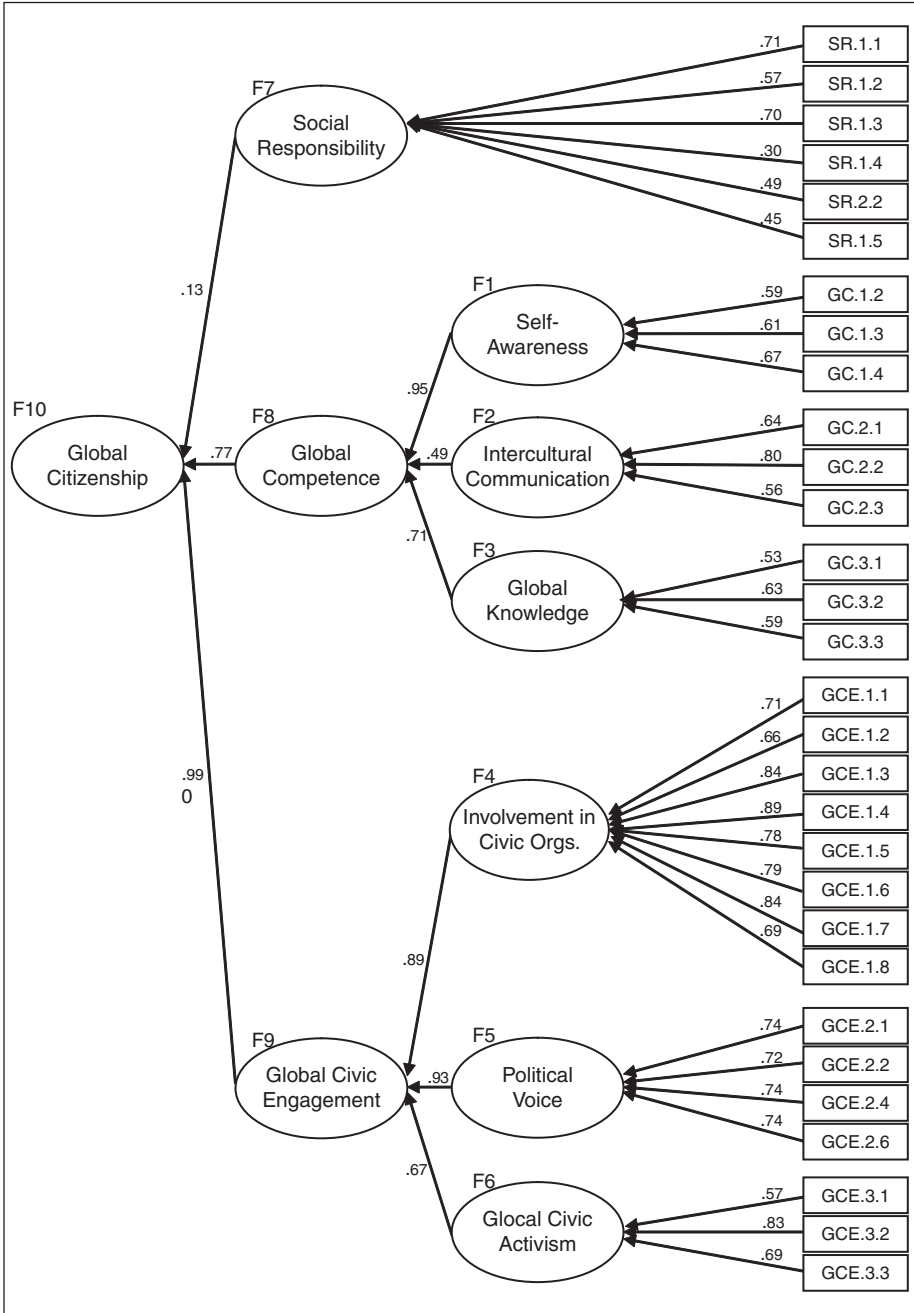 F7
Social
Responsibility
.71
SR.1.1
.57
SR.1.2
.70
SR.1.3
.30
SR.1.4
.49
SR.2.2
.45
SR.1.5
.13
F1
Self-
Awareness
.59
GC.1.2
.61
GC.1.3
.67
GC.1.4
.95
F10
Global
Citizenship
.77
F8
Global
Competence
.49
F2
Intercultural
Communication
.64
GC.2.1
.80
GC.2.2
.56
GC.2.3
.71
F3
Global
Knowledge
.53
GC.3.1
.63
GC.3.2
.59
GC.3.3
.99
0
F4
Involvement in
Civic Orgs.
.71
GCE.1.1
.66
GCE.1.2
.84
GCE.1.3
.89
GCE.1.4
.78
GCE.1.5
.79
GCE.1.6
.84
GCE.1.7
.69
GCE.1.8
.89
F9
Global Civic
Engagement
.93
F5
Political
Voice
.74
GCE.2.1
.72
GCE.2.2
.74
GCE.2.4
.74
GCE.2.6
.67
F6
Glocal Civic
Activism
.57
GCE.3.1
.83
GCE.3.2
.69
GCE.3.3